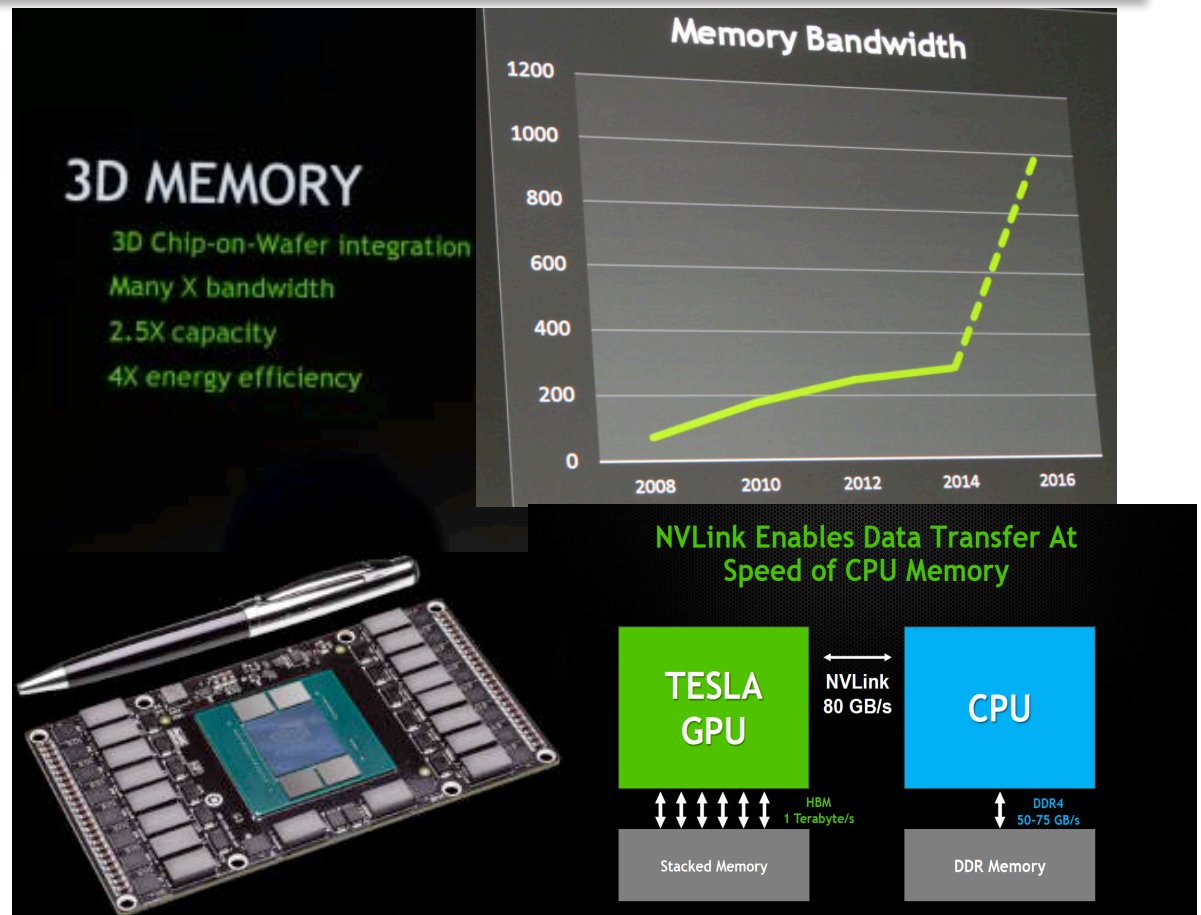 3D MEMORY
3D Chip-on-Wafer integration
Many X bandwidth
2.5X capacity
4X energy efficiency
Memory Bandwidth
1200
1000
800
600
400
200
0
2008
2010
2012
2014
2016
NVLink Enables Data Transfer At
Speed of CPU Memory
TESLA
GPU
NVLink
80 GB/s
CPU
HBM
1 Terabyte/s
DDR4
50-75 GB/s
Stacked Memory
DDR Memory